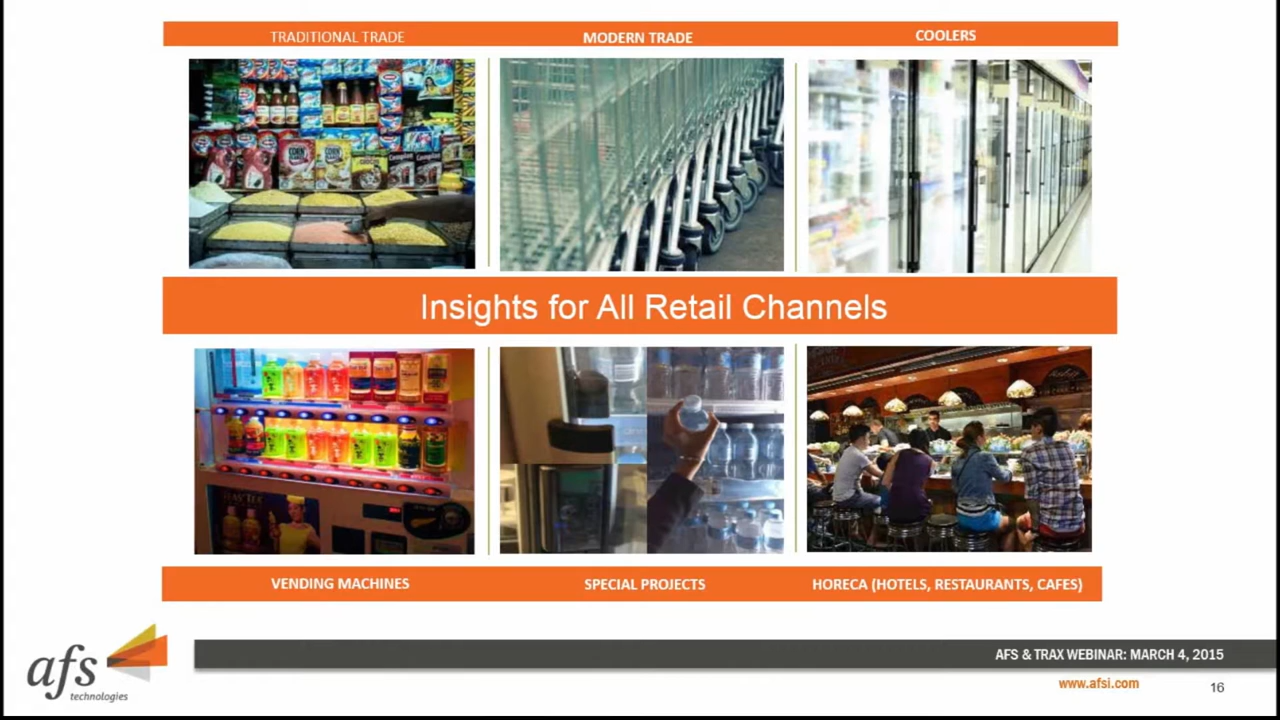 TRADITIONAL TRADE
MODERN TRADE
COOLERS
Insights for All Retail Channels
VENDING MACHINES
SPECIAL PROJECTS
HORECA (HOTELS, RESTAURANTS, CAFES)
afs
technologies
AFS & TRAX WEBINAR: MARCH 4, 2015
www.afsi.com
16